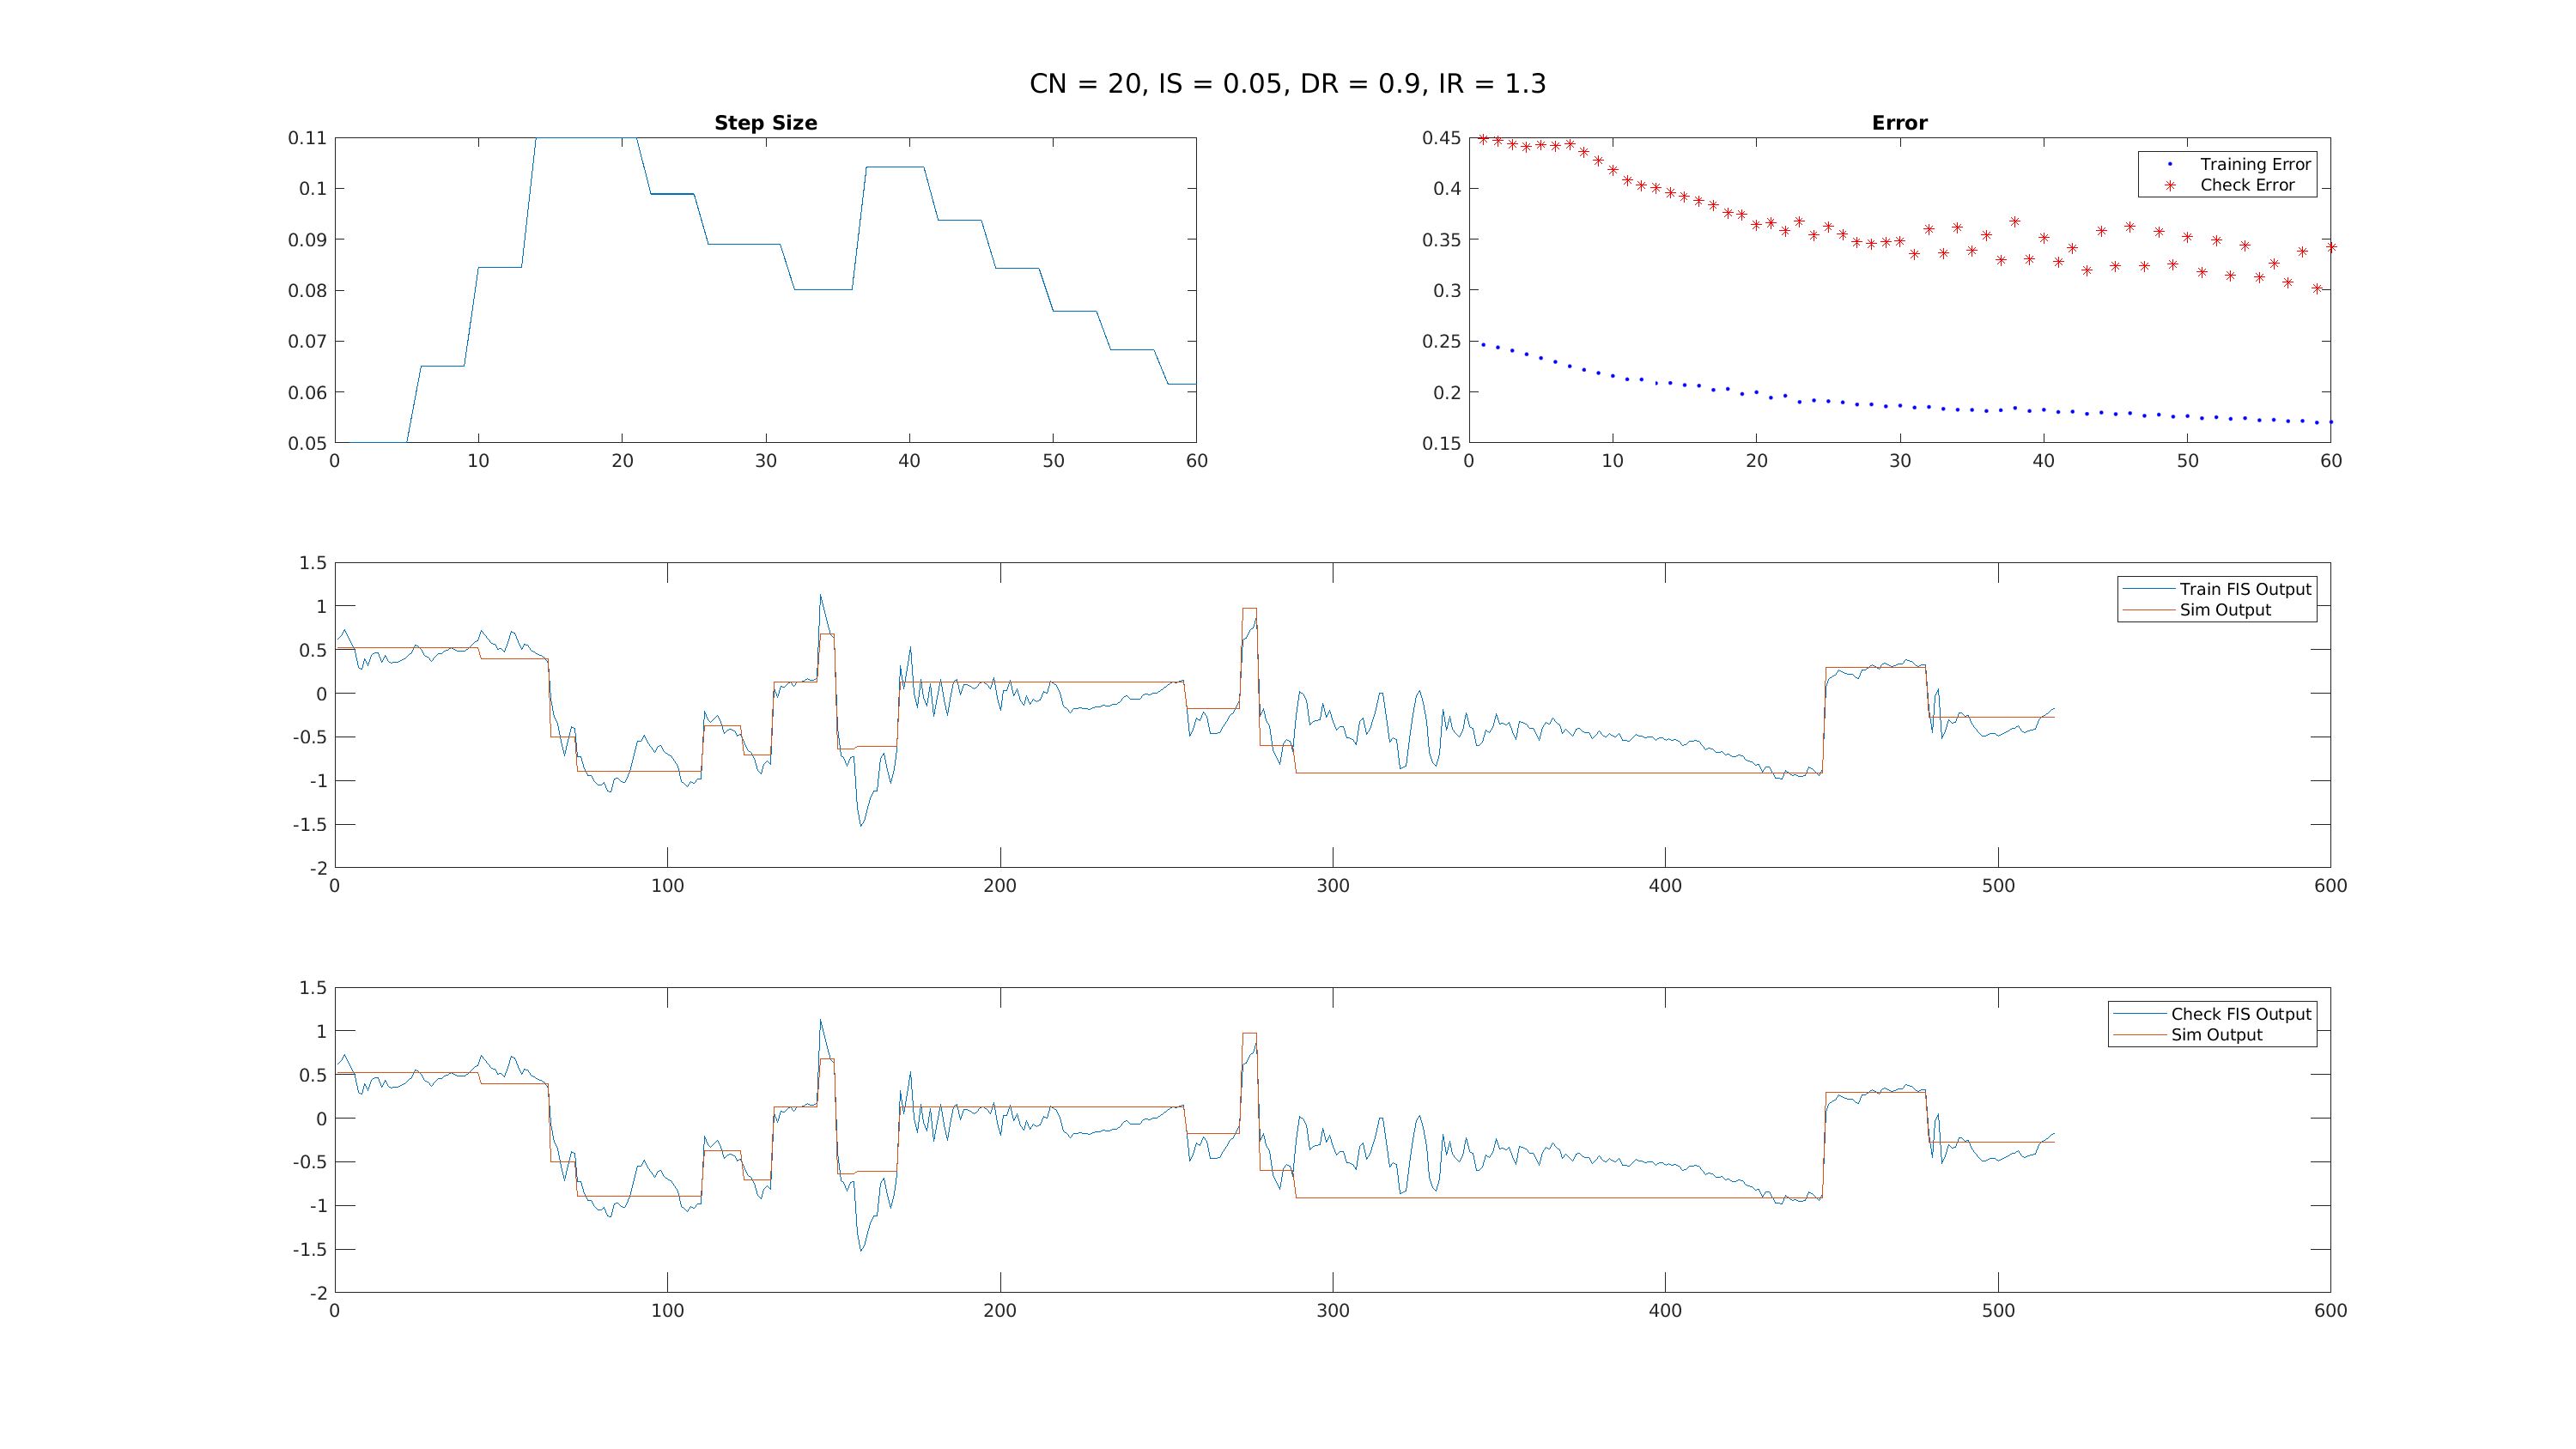 CN = 20, IS = 0.05, DR = 0.9, IR = 1.3
Step Size
0.11
0.1
0.09
0.08
0.07
0.06
0.05
0 10 20 30 40 50 60
Error
0.45
0.4
0.35
0.3
0.25
0.2
0.15
0 10 20 30 40 50 60
Training Error
Check Error
1.5
1
0.5
0
-0.5
-1
-1.5
-2
0 100 200 300 400 500 600
Train FIS Output
Sim Output
1.5
1
0.5
0
-0.5
-1
-1.5
-2
0 100 200 300 400 500 600
Check FIS Output
Sim Output